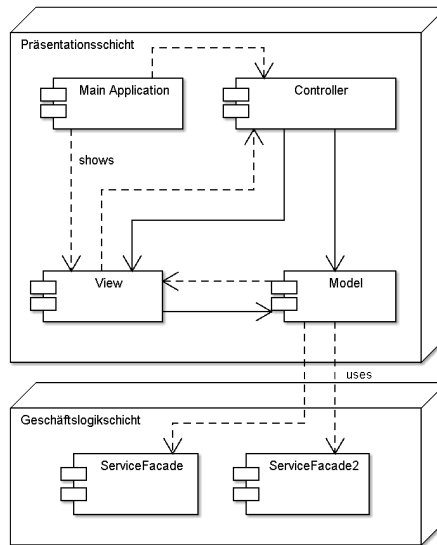 Präsentationsschicht
Main Application
Controller
shows
View
Model
uses
Geschäftslogikschicht
ServiceFacade
ServiceFacade2